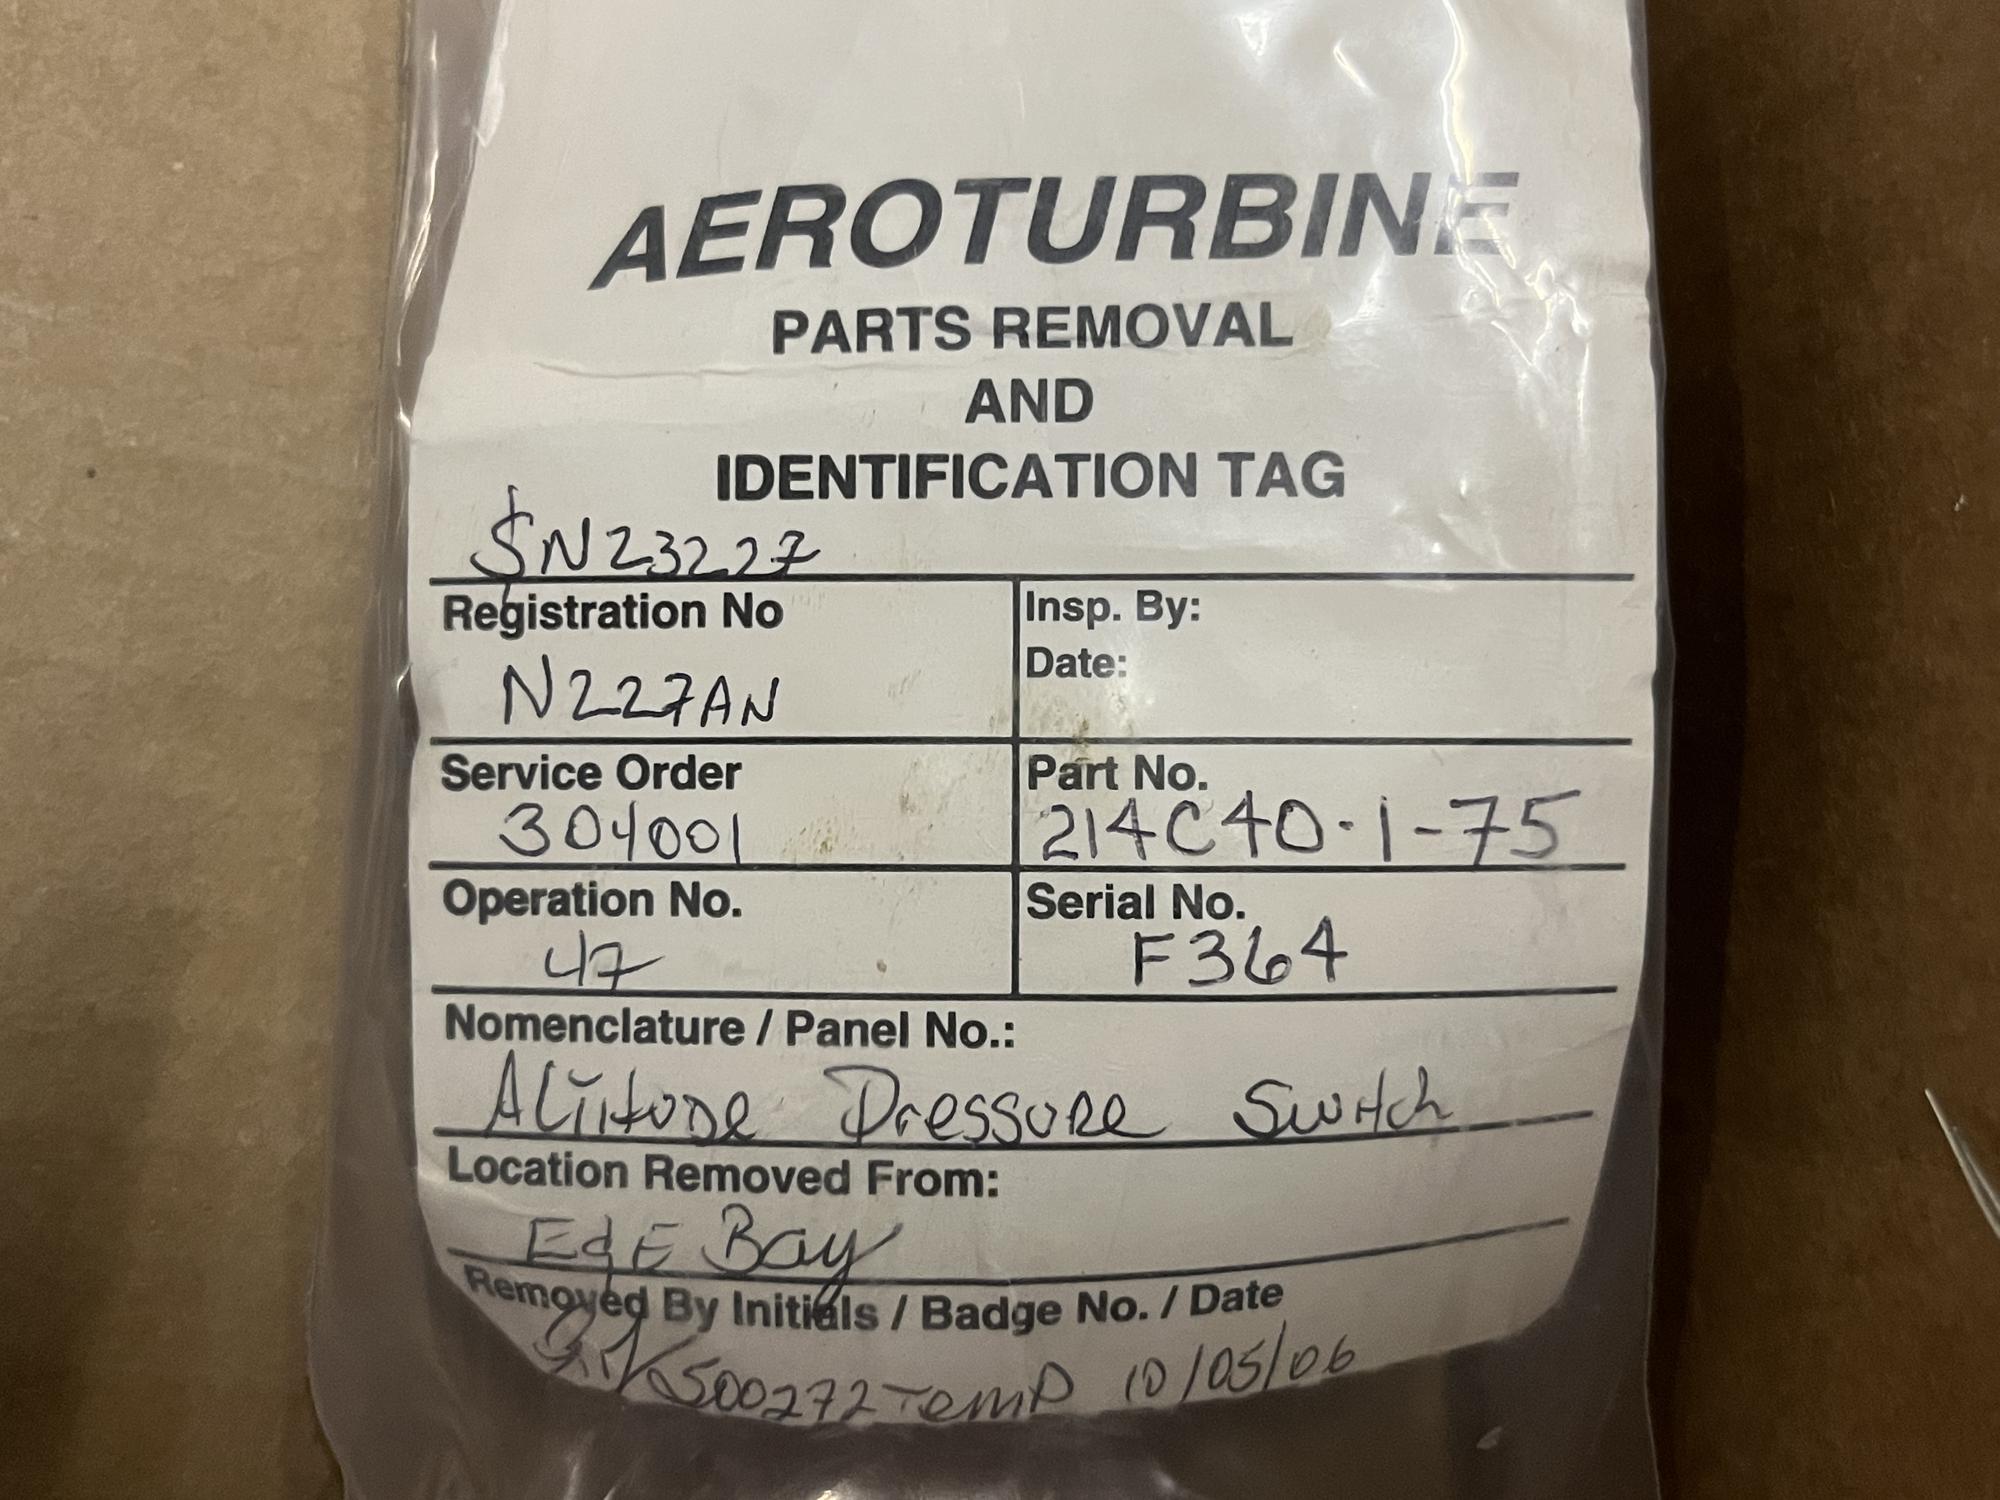 AEROTURBINE
PARTS REMOVAL
AND
IDENTIFICATION TAG
SN23227
Registration No
N227AN
Insp. By:
Date:
Service Order
304001
Part No.
214C40-1-75
Operation No.
47
Serial No.
F364
Nomenclature / Panel No.:
Altitude Pressure Switch
Location Removed From:
E&E Bay
Removed By Initials / Badge No. / Date
500272 Temp 10/05/06